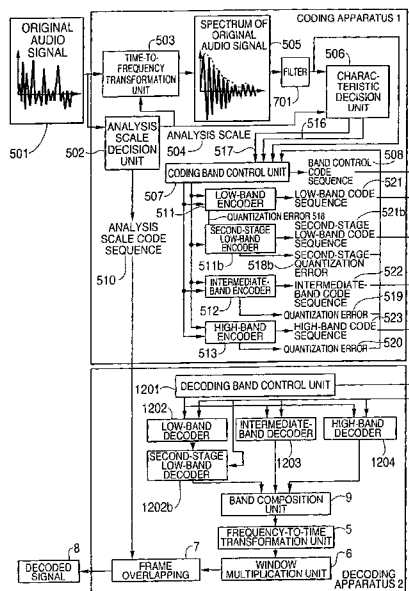 CODING APPARATUS 1
ORIGINAL
AUDIO SIGNAL
501
503
TIME-TO-
FREQUENCY
TRANSFORMATION
UNIT
SPECTRUM OF
ORIGINAL
AUDIO SIGNAL
505
FILTER
701
506
CHARAC-
TERISTIC
DECISION
UNIT
516
517
502
ANALYSIS
SCALE
DECISION
UNIT
504
ANALYSIS SCALE
507
CODING BAND CONTROL UNIT
BAND CONTROL
CODE
SEQUENCE
508
511
LOW-BAND
ENCODER
LOW-BAND CODE
SEQUENCE
521
QUANTIZATION ERROR 518
521b
SECOND-STAGE
LOW-BAND
ENCODER
511b
SECOND-STAGE
LOW-BAND CODE
SEQUENCE
SECOND-STAGE
QUANTIZATION
ERROR
518b
522
INTERMEDIATE-
BAND ENCODER
512
INTERMEDIATE-
BAND CODE
SEQUENCE
519
QUANTIZATION ERROR
523
HIGH-BAND
ENCODER
513
HIGH-BAND CODE
SEQUENCE
QUANTIZATION ERROR
520
ANALYSIS
SCALE CODE
SEQUENCE
510
1201
DECODING BAND CONTROL UNIT
1202
LOW-BAND
DECODER
INTERMEDIATE-
BAND DECODER
1203
HIGH-BAND
DECODER
1204
SECOND-STAGE
LOW-BAND
DECODER
1202b
BAND COMPOSITION
UNIT
9
FREQUENCY-TO-TIME
TRANSFORMATION UNIT
5
WINDOW
MULTIPLICATION UNIT
6
7
FRAME
OVERLAPPING
8
DECODED
SIGNAL
DECODING
APPARATUS 2